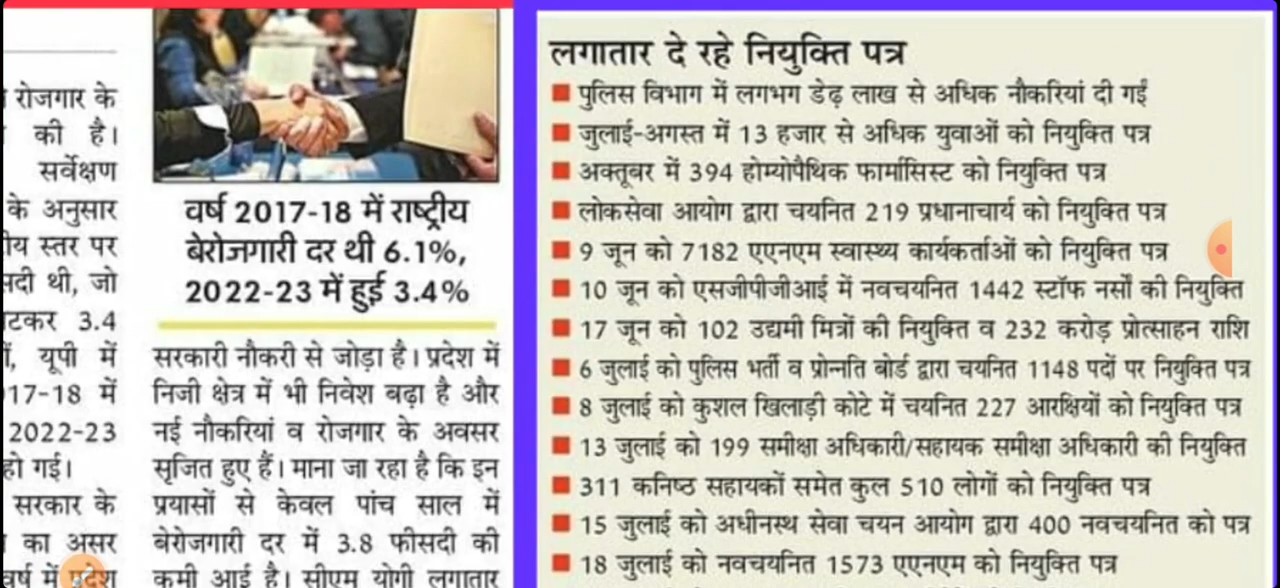 रोजगार के
की है।
सर्वेक्षण
के अनुसार
स्तर पर
थी, जो
3.4
यूपी में
में
2022-23
हो गई।
सरकार के
का असर
में प्रदेश
वर्ष 2017-18 में राष्ट्रीय
बेरोजगारी दर थी 6.1%,
2022-23 में हुई 3.4%
सरकारी नौकरी से जोड़ा है। प्रदेश में
निजी क्षेत्र में भी निवेश बढ़ा है और
नई नौकरियां व रोजगार के अवसर
सृजित हुए हैं। माना जा रहा है कि इन
प्रयासों से केवल पांच साल में
बेरोजगारी दर में 3.8 फीसदी की
कमी आई है। सीएम योगी लगातार
लगातार दे रहे नियुक्ति पत्र
पुलिस विभाग में लगभग डेढ़ लाख से अधिक नौकरियां दी गईं
जुलाई-अगस्त में 13 हजार से अधिक युवाओं को नियुक्ति पत्र
अक्तूबर में 394 होम्योपैथिक फार्मासिस्ट को नियुक्ति पत्र
लोकसेवा आयोग द्वारा चयनित 219 प्रधानाचार्य को नियुक्ति पत्र
9 जून को 7182 एएनएम स्वास्थ्य कार्यकर्ताओं को नियुक्ति पत्र
10 जून को एसजीपीजीआई में नवचयनित 1442 स्टॉफ नर्सों की नियुक्ति
17 जून को 102 उद्यमी मित्रों की नियुक्ति व 232 करोड़ प्रोत्साहन राशि
6 जुलाई को पुलिस भर्ती व प्रोन्नति बोर्ड द्वारा चयनित 1148 पदों पर नियुक्ति पत्र
8 जुलाई को कुशल खिलाड़ी कोटे में चयनित 227 आरक्षियों को नियुक्ति पत्र
13 जुलाई को 199 समीक्षा अधिकारी/सहायक समीक्षा अधिकारी की नियुक्ति
311 कनिष्ठ सहायकों समेत कुल 510 लोगों को नियुक्ति पत्र
15 जुलाई को अधीनस्थ सेवा चयन आयोग द्वारा 400 नवचयनित को पत्र
18 जुलाई को नवचयनित 1573 एएनएम को नियुक्ति पत्र